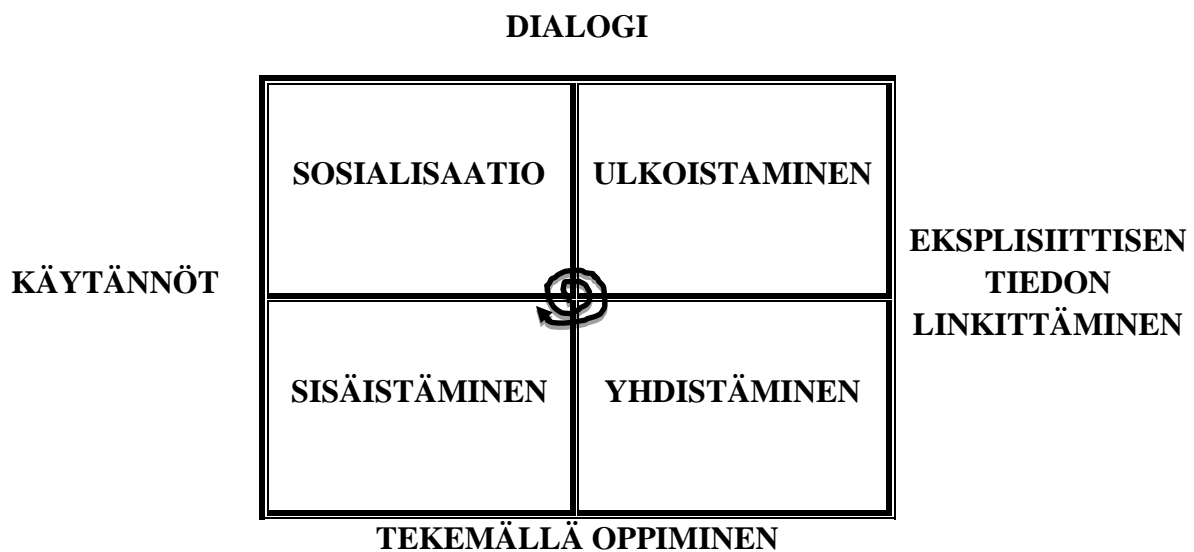 DIALOGI
SOSIALISAATIO
ULKOISTAMINEN
KÄYTÄNNÖT
EKSPLISIITTISEN
TIEDON
LINKITTÄMINEN
SISÄISTÄMINEN
YHDISTÄMINEN
TEKEMÄLLÄ OPPIMINEN